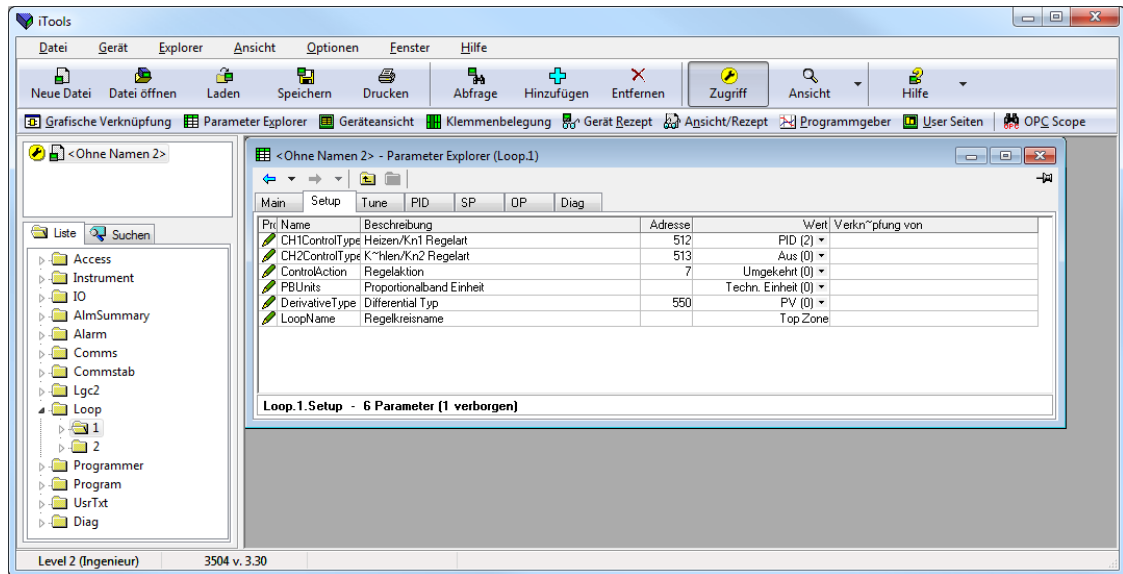 iTools
Datei Gerät Explorer Ansicht Optionen Fenster Hilfe
Neue Datei Datei öffnen Laden Speichern Drucken Abfrage Hinzufügen Entfernen Zugriff Ansicht Hilfe
Grafische Verknüpfung Parameter Explorer Geräteansicht Klemmenbelegung Gerät Rezept Ansicht/Rezept Programmgeber User Seiten OPC Scope
<Ohne Namen 2>
Liste Suchen
Access
Instrument
IO
AlmSummary
Alarm
Comms
Commstab
Lgc2
Loop
1
2
Programmer
Program
UsrTxt
Diag
<Ohne Namen 2> - Parameter Explorer (Loop.1)
Main Setup Tune PID SP OP Diag
Pr Name Beschreibung Adresse Wert Verkn~pfung von
CH1ControlType Heizen/Kn1 Regelart 512 PID (2)
CH2ControlType K~hlen/Kn2 Regelart 513 Aus (0)
ControlAction Regelaktion 7 Umgekehrt (0)
PBUnits Proportionalband Einheit Techn. Einheit (0)
DerivativeType Differential Typ 550 PV (0)
LoopName Regelkreisname Top Zone
Loop.1.Setup - 6 Parameter (1 verborgen)
Level 2 (Ingenieur) 3504 v. 3.30